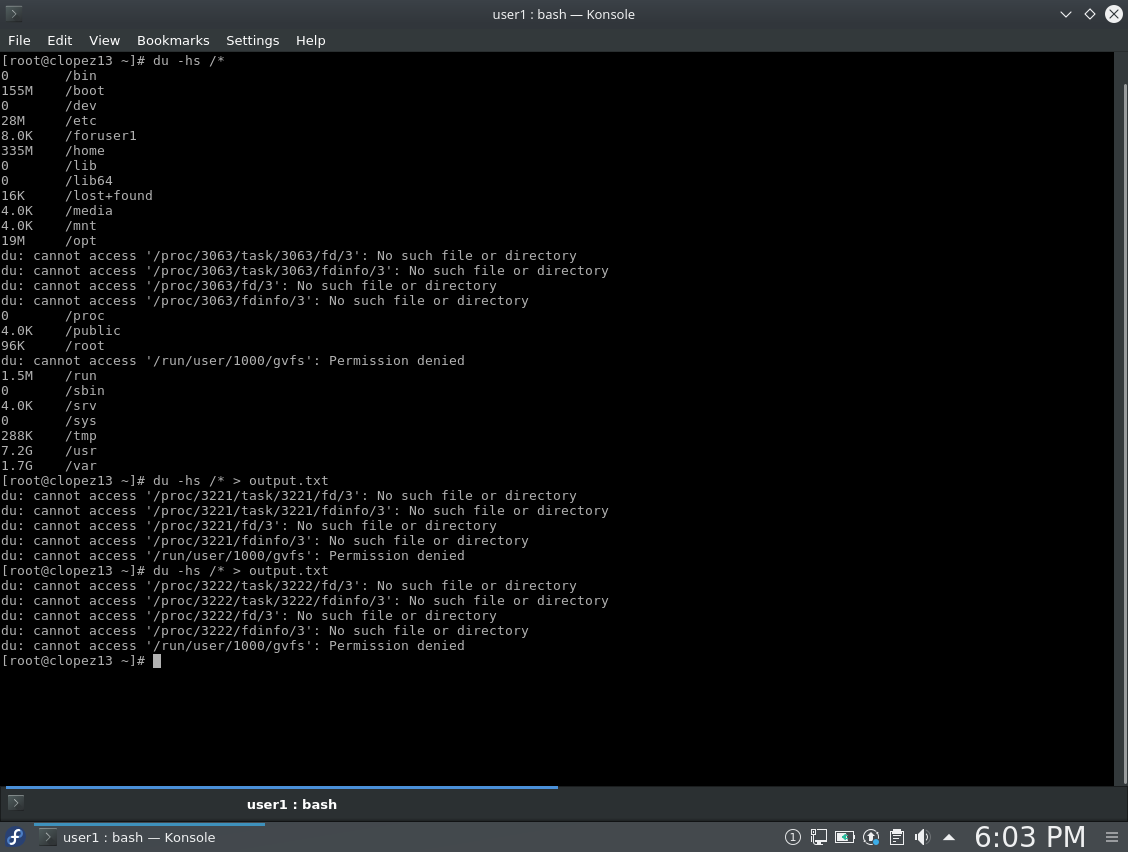 user1 : bash — Konsole
File Edit View Bookmarks Settings Help
[root@clopez13 ~]# du -hs /*
0 /bin
155M /boot
0 /dev
28M /etc
8.0K /foruser1
335M /home
0 /lib
0 /lib64
16K /lost+found
4.0K /media
4.0K /mnt
19M /opt
du: cannot access '/proc/3063/task/3063/fd/3': No such file or directory
du: cannot access '/proc/3063/task/3063/fdinfo/3': No such file or directory
du: cannot access '/proc/3063/fd/3': No such file or directory
du: cannot access '/proc/3063/fdinfo/3': No such file or directory
0 /proc
4.0K /public
96K /root
du: cannot access '/run/user/1000/gvfs': Permission denied
1.5M /run
0 /sbin
4.0K /srv
0 /sys
288K /tmp
7.2G /usr
1.7G /var
[root@clopez13 ~]# du -hs /* > output.txt
du: cannot access '/proc/3221/task/3221/fd/3': No such file or directory
du: cannot access '/proc/3221/task/3221/fdinfo/3': No such file or directory
du: cannot access '/proc/3221/fd/3': No such file or directory
du: cannot access '/proc/3221/fdinfo/3': No such file or directory
du: cannot access '/run/user/1000/gvfs': Permission denied
[root@clopez13 ~]# du -hs /* > output.txt
du: cannot access '/proc/3222/task/3222/fd/3': No such file or directory
du: cannot access '/proc/3222/task/3222/fdinfo/3': No such file or directory
du: cannot access '/proc/3222/fd/3': No such file or directory
du: cannot access '/proc/3222/fdinfo/3': No such file or directory
du: cannot access '/run/user/1000/gvfs': Permission denied
[root@clopez13 ~]#
user1 : bash
user1 : bash — Konsole 1 6:03 PM